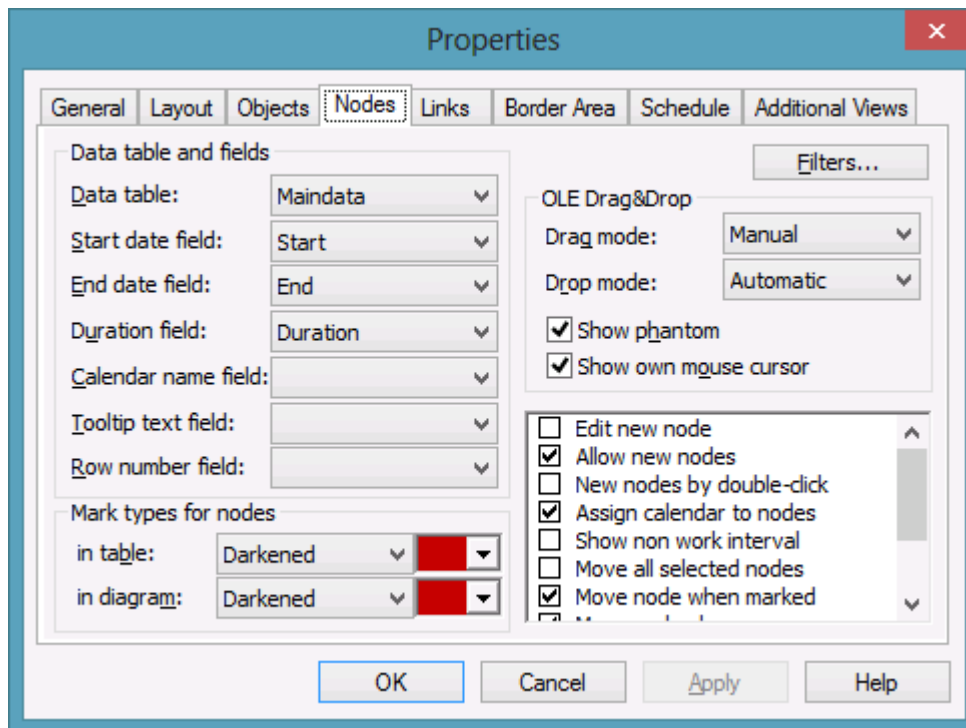 Properties
General Layout Objects Nodes Links Border Area Schedule Additional Views
Data table and fields
Data table: Maindata
Start date field: Start
End date field: End
Duration field: Duration
Calendar name field:
Tooltip text field:
Row number field:
Mark types for nodes
in table: Darkened
in diagram: Darkened
Filters...
OLE Drag&Drop
Drag mode: Manual
Drop mode: Automatic
Show phantom
Show own mouse cursor
Edit new node
Allow new nodes
New nodes by double-click
Assign calendar to nodes
Show non work interval
Move all selected nodes
Move node when marked
OK Cancel Apply Help